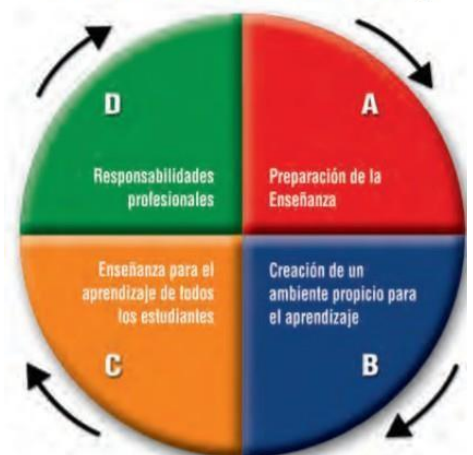 D
Responsabilidades
profesionales
A
Preparación de la
Enseñanza
Enseñanza para el
aprendizaje de todos
los estudiantes
C
Creación de un
ambiente propicio para
el aprendizaje
B